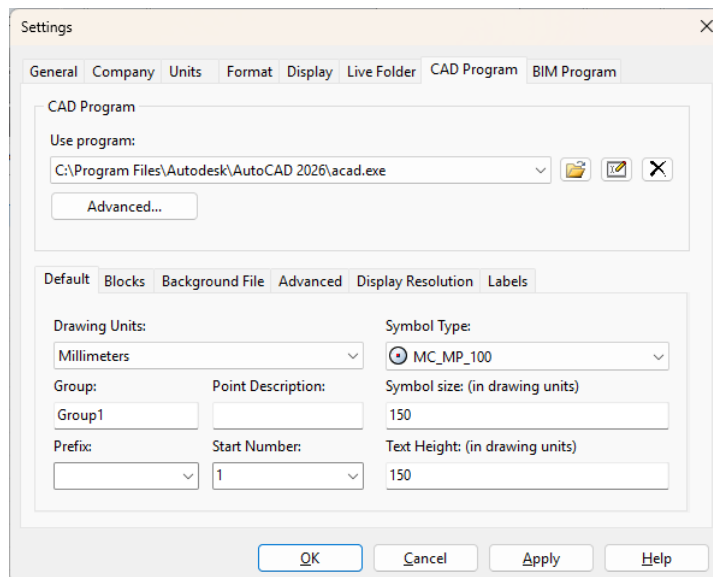 Settings
General Company Units Format Display Live Folder CAD Program BIM Program
CAD Program
Use program:
C:\Program Files\Autodesk\AutoCAD 2026\acad.exe
Advanced...
Default Blocks Background File Advanced Display Resolution Labels
Drawing Units: Symbol Type:
Millimeters MC_MP_100
Group: Point Description: Symbol size: (in drawing units)
Group1 150
Prefix: Start Number: Text Height: (in drawing units)
1 150
OK Cancel Apply Help